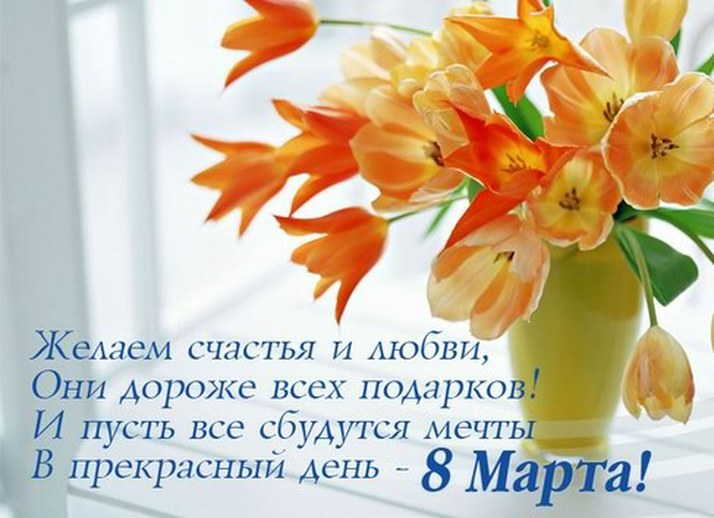 Желаем счастья и любви,
Они дороже всех подарков!
И пусть все сбудутся мечты
В прекрасный день - 8 Марта!